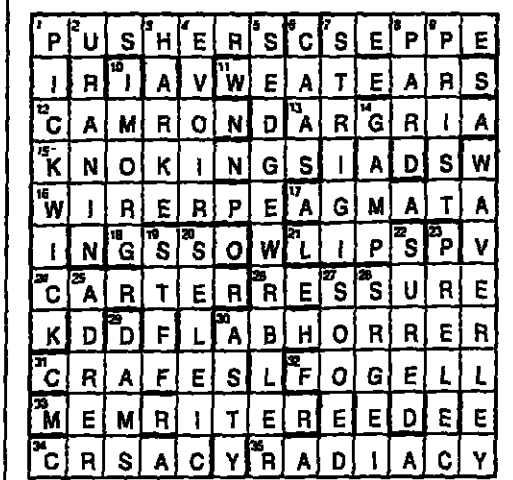 PUSHERSCSEPPE
IRIAVWEATEARS
CAMRONDARGRIA
KNOKINGSIADSW
WIRERPEAGMATA
INGSSOWLIPSPV
CARTERRESSURE
KDDFLABHORRER
CRAFESLFOGELL
MEMRITEREEDEE
CRSACYRADIACY